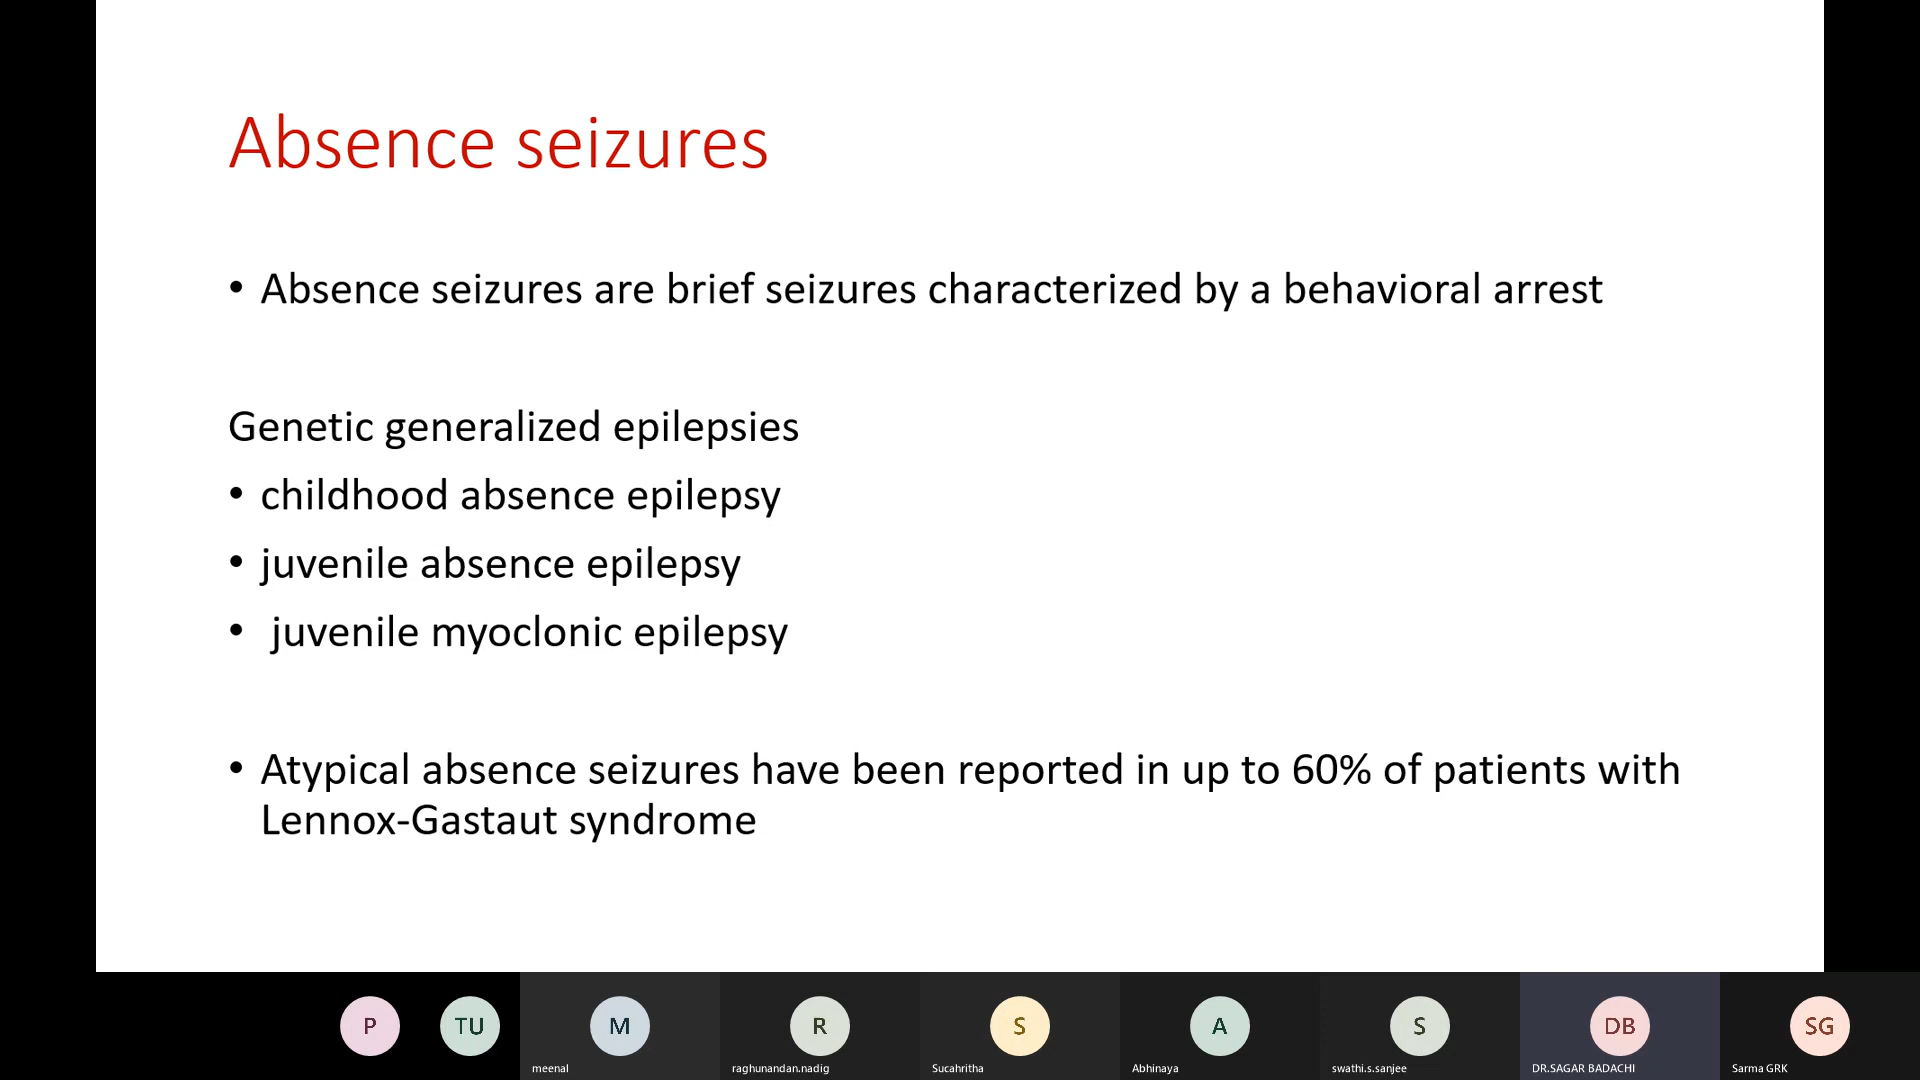 Absence seizures
• Absence seizures are brief seizures characterized by a behavioral arrest
Genetic generalized epilepsies
• childhood absence epilepsy
• juvenile absence epilepsy
• juvenile myoclonic epilepsy
• Atypical absence seizures have been reported in up to 60% of patients with
Lennox-Gastaut syndrome
P
TU
M
R
S
A
S
DB
SG
meenal
raghunandan.nadig
Sucahritha
Abhinaya
swathi.s.sanjee
DR.SAGAR BADACHI
Sarma GRK